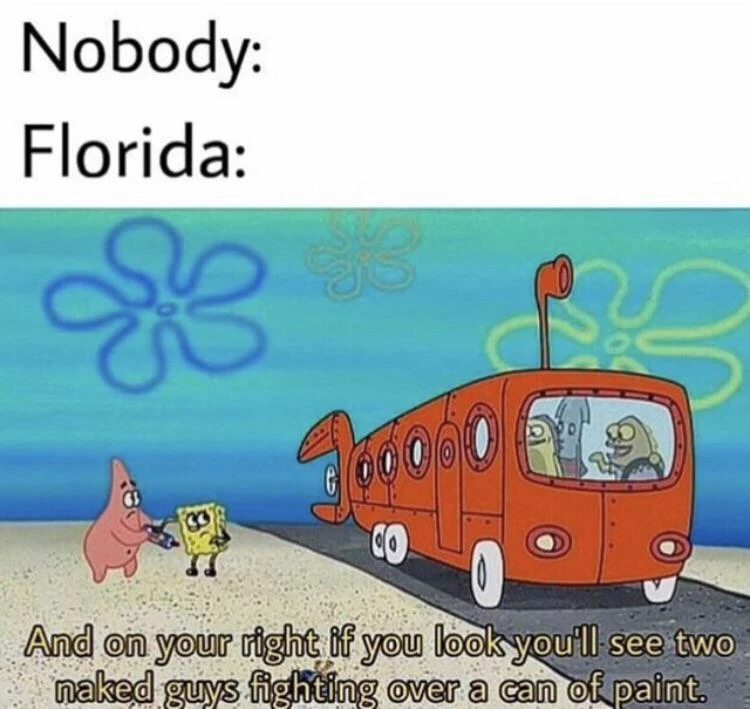 Nobody:
Florida:
And on your right if you look you'll see two
naked guys fighting over a can of paint.